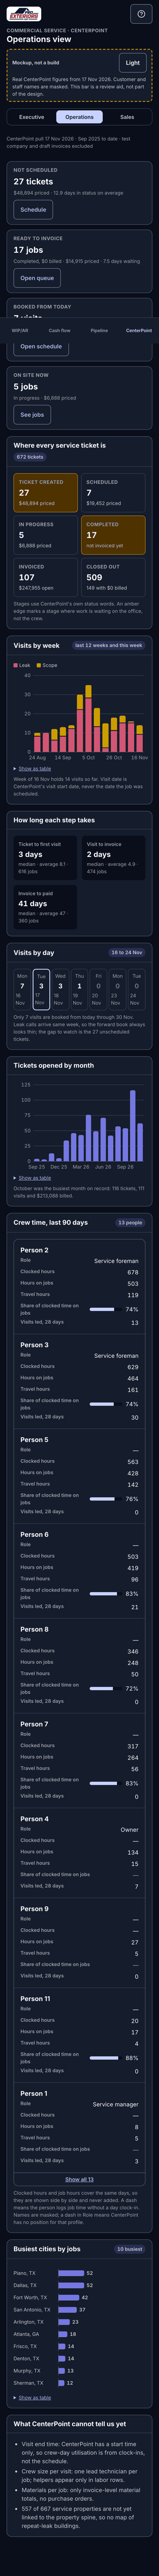 EXTERIORS
COMMERCIAL SERVICE · CENTERPOINT
Operations view
Mockup, not a build
Light
Real CenterPoint figures from 17 Nov 2026. Customer and
staff names are masked. This bar is a review aid, not part
of the design.
Executive
Operations
Sales
CenterPoint pull 17 Nov 2026 · Sep 2025 to date · test
company and draft invoices excluded
NOT SCHEDULED
27 tickets
$48,894 priced · 12.9 days in status on average
Schedule
READY TO INVOICE
17 jobs
Completed, $0 billed · $14,915 priced · 7.5 days waiting
Open queue
BOOKED FROM TODAY
WIP/AR
Cash flow
Pipeline
CenterPoint
Open schedule
ON SITE NOW
5 jobs
In progress · $6,888 priced
See jobs
Where every service ticket is
672 tickets
TICKET CREATED
27
$48,894 priced
SCHEDULED
7
$19,452 priced
IN PROGRESS
5
$6,888 priced
COMPLETED
17
not invoiced yet
INVOICED
107
$247,955 open
CLOSED OUT
509
149 with $0 billed
Stages use CenterPoint's own status words. An amber
edge marks a stage where work is waiting on the office,
not the crew.
Visits by week
last 12 weeks and this week
Leak
Scope
40
30
20
10
0
24 Aug
14 Sep
5 Oct
26 Oct
16 Nov
Show as table
Week of 16 Nov holds 14 visits so far. Visit date is
CenterPoint's visit start date, never the date the job was
scheduled.
How long each step takes
Ticket to first visit
3 days
median · average 8.1 ·
618 jobs
Visit to invoice
2 days
median · average 4.9 ·
474 jobs
Invoice to paid
41 days
median · average 47 ·
360 jobs
Visits by day
16 to 24 Nov
Mon
7
16
Nov
Tue
3
17
Nov
Wed
3
18
Nov
Thu
1
19
Nov
Fri
0
20
Nov
Mon
0
23
Nov
Tue
0
24
Nov
Only 7 visits are booked from today through 30 Nov.
Leak calls arrive same week, so the forward book always
looks thin; the gap to watch is the 27 unscheduled
tickets.
Tickets opened by month
125
100
75
50
25
0
Sep 25
Dec 25
Mar 26
Jun 26
Sep 26
Show as table
October was the busiest month on record: 116 tickets, 111
visits and $213,088 billed.
Crew time, last 90 days
13 people
Person 2
Role
Service foreman
Clocked hours
678
Hours on jobs
503
Travel hours
119
Share of clocked time on
jobs
74%
Visits led, 28 days
13
Person 3
Role
Service foreman
Clocked hours
629
Hours on jobs
464
Travel hours
161
Share of clocked time on
jobs
74%
Visits led, 28 days
30
Person 5
Role
—
Clocked hours
563
Hours on jobs
428
Travel hours
142
Share of clocked time on
jobs
76%
Visits led, 28 days
0
Person 6
Role
—
Clocked hours
503
Hours on jobs
419
Travel hours
96
Share of clocked time on
jobs
83%
Visits led, 28 days
21
Person 8
Role
—
Clocked hours
346
Hours on jobs
248
Travel hours
50
Share of clocked time on
jobs
72%
Visits led, 28 days
0
Person 7
Role
—
Clocked hours
317
Hours on jobs
264
Travel hours
56
Share of clocked time on
jobs
83%
Visits led, 28 days
0
Person 4
Role
Owner
Clocked hours
—
Hours on jobs
134
Travel hours
15
Share of clocked time on jobs
—
Visits led, 28 days
7
Person 9
Role
—
Clocked hours
—
Hours on jobs
27
Travel hours
5
Share of clocked time on jobs
—
Visits led, 28 days
0
Person 11
Role
—
Clocked hours
20
Hours on jobs
17
Travel hours
4
Share of clocked time on
jobs
88%
Visits led, 28 days
0
Person 1
Role
Service manager
Clocked hours
—
Hours on jobs
8
Travel hours
5
Share of clocked time on jobs
—
Visits led, 28 days
3
Show all 13
Clocked hours and job hours cover the same days, so
they are shown side by side and never added. A dash
means the person logs job time without a day clock-in.
Names are masked; a dash in Role means CenterPoint
has no position for that profile.
Busiest cities by jobs
10 busiest
Plano, TX
52
Dallas, TX
52
Fort Worth, TX
42
San Antonio, TX
37
Arlington, TX
23
Atlanta, GA
18
Frisco, TX
14
Denton, TX
14
Murphy, TX
13
Sherman, TX
12
Show as table
What CenterPoint cannot tell us yet
• Visit end time: CenterPoint has a start time
only, so crew-day utilisation is from clock-ins,
not the schedule.
• Crew size per visit: one lead technician per
job; helpers appear only in labor rows.
• Materials per job: only invoice-level material
totals, no purchase orders.
• 557 of 667 service properties are not yet
linked to the property spine, so no map of
repeat-leak buildings.